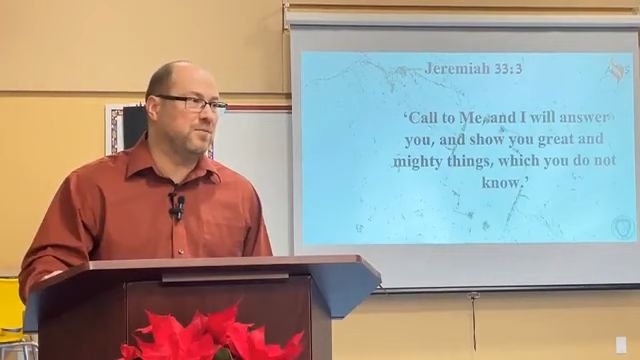 Jeremiah 33:3
‘Call to Me, and I will answer
you, and show you great and
mighty things, which you do not
know.’